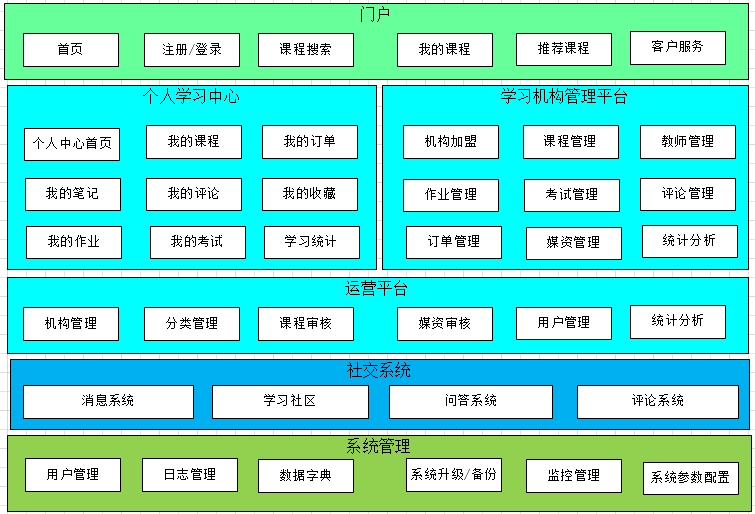 门户
首页
注册/登录
课程搜索
我的课程
推荐课程
客户服务
个人学习中心
个人中心首页
我的课程
我的订单
我的笔记
我的评论
我的收藏
我的作业
我的考试
学习统计
学习机构管理平台
机构加盟
课程管理
教师管理
作业管理
考试管理
评论管理
订单管理
媒资管理
统计分析
运营平台
机构管理
分类管理
课程审核
媒资审核
用户管理
统计分析
社交系统
消息系统
学习社区
问答系统
评论系统
系统管理
用户管理
日志管理
数据字典
系统升级/备份
监控管理
系统参数配置